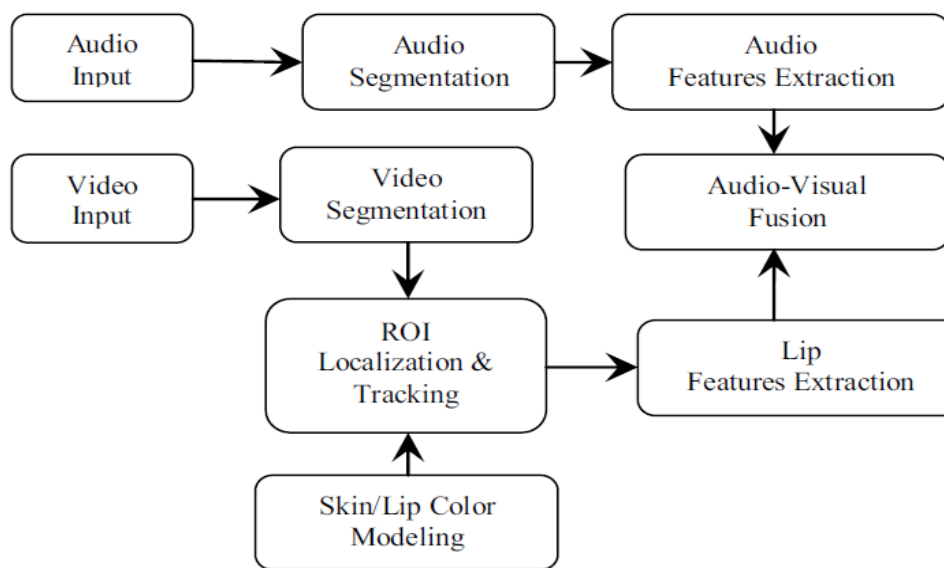 Audio
Input
Audio
Segmentation
Audio
Features Extraction
Video
Input
Video
Segmentation
Audio-Visual
Fusion
ROI
Localization &
Tracking
Lip
Features Extraction
Skin/Lip Color
Modeling